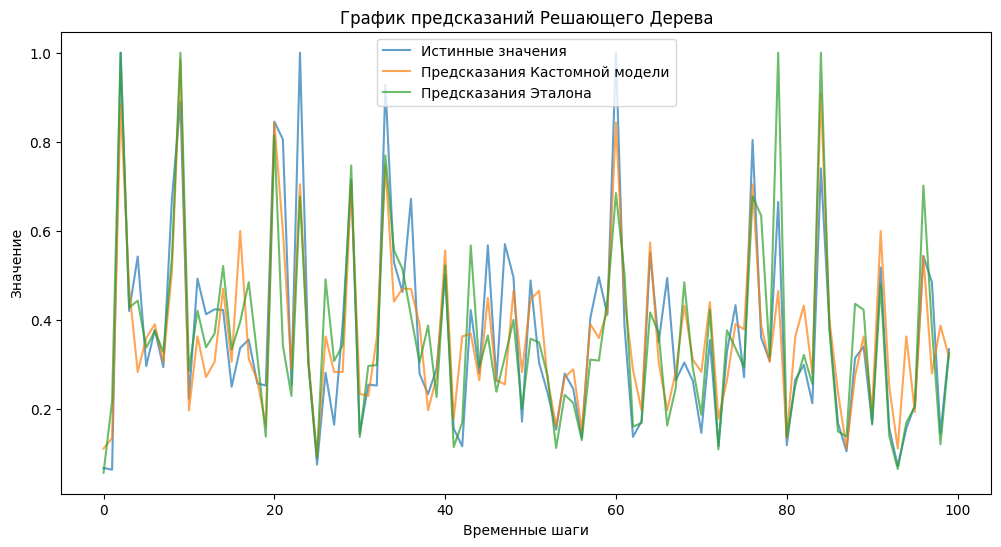 График предсказаний Решающего Дерева
Истинные значения
Предсказания Кастомной модели
Предсказания Эталона
Значение
1.0
0.8
0.6
0.4
0.2
0
20
40
60
80
100
Временные шаги